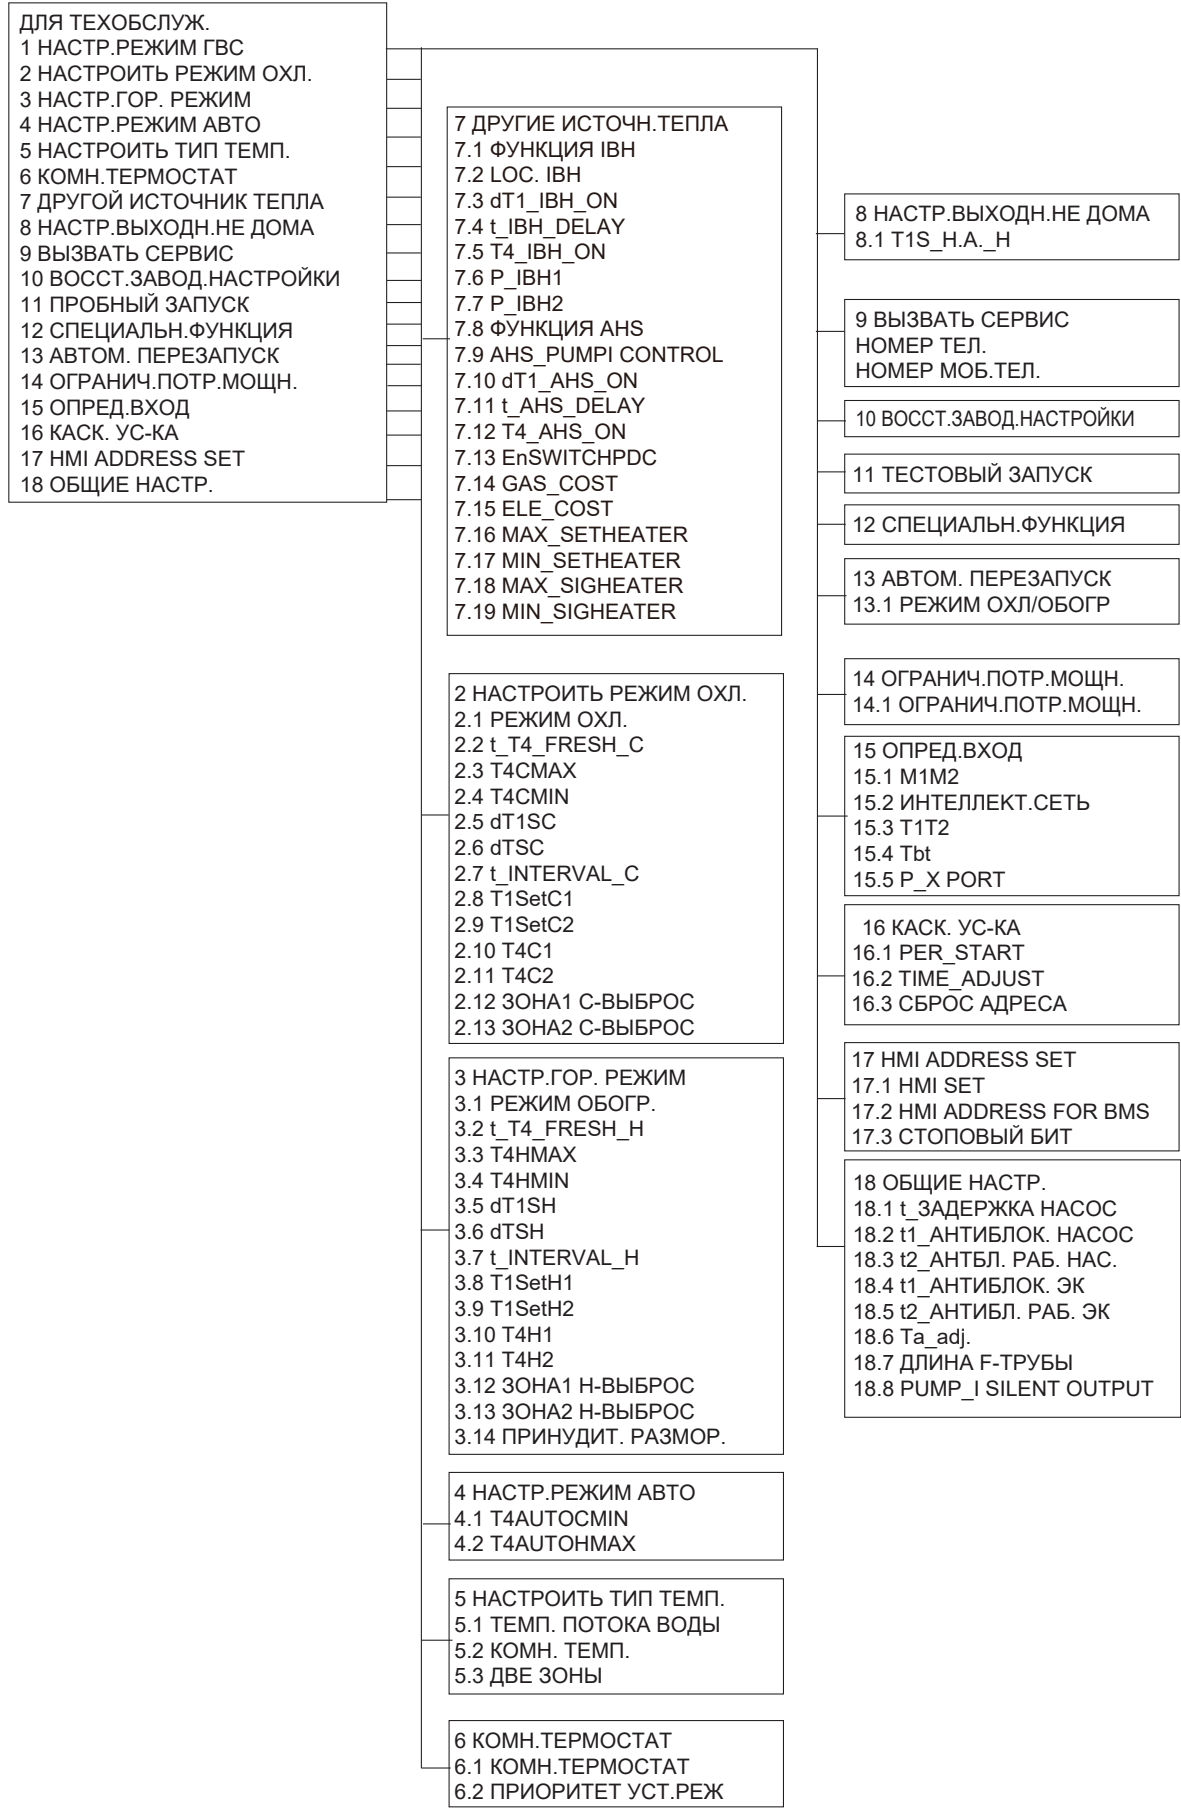 ДЛЯ ТЕХОБСЛУЖ.
1 НАСТР.РЕЖИМ ГВС
2 НАСТРОИТЬ РЕЖИМ ОХЛ.
3 НАСТР.ГОР. РЕЖИМ
4 НАСТР.РЕЖИМ АВТО
5 НАСТРОИТЬ ТИП ТЕМП.
6 КОМН.ТЕРМОСТАТ
7 ДРУГОЙ ИСТОЧНИК ТЕПЛА
8 НАСТР.ВЫХОДН.НЕ ДОМА
9 ВЫЗВАТЬ СЕРВИС
10 ВОССТ.ЗАВОД.НАСТРОЙКИ
11 ПРОБНЫЙ ЗАПУСК
12 СПЕЦИАЛЬН.ФУНКЦИЯ
13 АВТОМ. ПЕРЕЗАПУСК
14 ОГРАНИЧ.ПОТР.МОЩН.
15 ОПРЕД.ВХОД
16 КАСК. УС-КА
17 HMI ADDRESS SET
18 ОБЩИЕ НАСТР.
7 ДРУГИЕ ИСТОЧН.ТЕПЛА
7.1 ФУНКЦИЯ IBH
7.2 LOC. IBH
7.3 dT1_IBH_ON
7.4 t_IBH_DELAY
7.5 T4_IBH_ON
7.6 P_IBH1
7.7 P_IBH2
7.8 ФУНКЦИЯ AHS
7.9 AHS_PUMPI CONTROL
7.10 dT1_AHS_ON
7.11 t_AHS_DELAY
7.12 T4_AHS_ON
7.13 EnSWITCHPDC
7.14 GAS_COST
7.15 ELE_COST
7.16 MAX_SETHEATER
7.17 MIN_SETHEATER
7.18 MAX_SIGHEATER
7.19 MIN_SIGHEATER
2 НАСТРОИТЬ РЕЖИМ ОХЛ.
2.1 РЕЖИМ ОХЛ.
2.2 t_T4_FRESH_C
2.3 T4CMAX
2.4 T4CMIN
2.5 dT1SC
2.6 dTSC
2.7 t_INTERVAL_C
2.8 T1SetC1
2.9 T1SetC2
2.10 T4C1
2.11 T4C2
2.12 ЗОНА1 С-ВЫБРОС
2.13 ЗОНА2 С-ВЫБРОС
3 НАСТР.ГОР. РЕЖИМ
3.1 РЕЖИМ ОБОГР.
3.2 t_T4_FRESH_H
3.3 T4HMAX
3.4 T4HMIN
3.5 dT1SH
3.6 dTSH
3.7 t_INTERVAL_H
3.8 T1SetH1
3.9 T1SetH2
3.10 T4H1
3.11 T4H2
3.12 ЗОНА1 Н-ВЫБРОС
3.13 ЗОНА2 Н-ВЫБРОС
3.14 ПРИНУДИТ. РАЗМОР.
4 НАСТР.РЕЖИМ АВТО
4.1 T4AUTOCMIN
4.2 T4AUTOHMAX
5 НАСТРОИТЬ ТИП ТЕМП.
5.1 ТЕМП. ПОТОКА ВОДЫ
5.2 КОМН. ТЕМП.
5.3 ДВЕ ЗОНЫ
6 КОМН.ТЕРМОСТАТ
6.1 КОМН.ТЕРМОСТАТ
6.2 ПРИОРИТЕТ УСТ.РЕЖ
8 НАСТР.ВЫХОДН.НЕ ДОМА
8.1 T1S_H.A._H
9 ВЫЗВАТЬ СЕРВИС
НОМЕР ТЕЛ.
НОМЕР МОБ.ТЕЛ.
10 ВОССТ.ЗАВОД.НАСТРОЙКИ
11 ТЕСТОВЫЙ ЗАПУСК
12 СПЕЦИАЛЬН.ФУНКЦИЯ
13 АВТОМ. ПЕРЕЗАПУСК
13.1 РЕЖИМ ОХЛ/ОБОГР
14 ОГРАНИЧ.ПОТР.МОЩН.
14.1 ОГРАНИЧ.ПОТР.МОЩН.
15 ОПРЕД.ВХОД
15.1 M1M2
15.2 ИНТЕЛЛЕКТ.СЕТЬ
15.3 T1T2
15.4 Tbt
15.5 P_X PORT
16 КАСК. УС-КА
16.1 PER_START
16.2 TIME_ADJUST
16.3 СБРОС АДРЕСА
17 HMI ADDRESS SET
17.1 HMI SET
17.2 HMI ADDRESS FOR BMS
17.3 СТОПОВЫЙ БИТ
18 ОБЩИЕ НАСТР.
18.1 t_ЗАДЕРЖКА НАСОС
18.2 t1_АНТИБЛОК. НАСОС
18.3 t2_АНТБЛ. РАБ. НАС.
18.4 t1_АНТИБЛОК. ЭК
18.5 t2_АНТИБЛ. РАБ. ЭК
18.6 Ta_adj.
18.7 ДЛИНА F-ТРУБЫ
18.8 PUMP_I SILENT OUTPUT